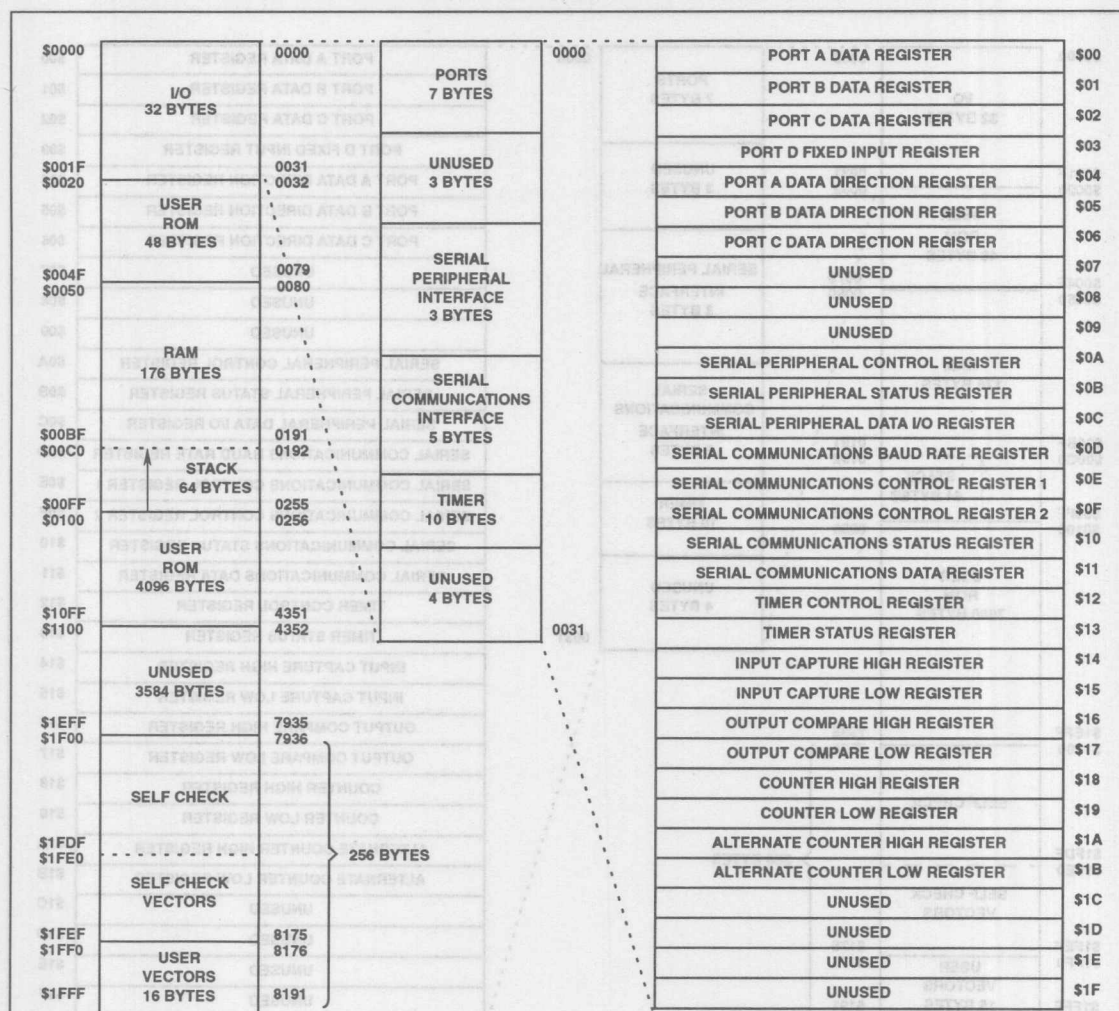 $0000
0000
I/O
32 BYTES
$001F
0031
$0020
0032
USER
ROM
48 BYTES
$004F
0079
$0050
0080
RAM
176 BYTES
$00BF
0191
$00C0
0192
STACK
64 BYTES
$00FF
0255
$0100
0256
USER
ROM
4096 BYTES
$10FF
4351
$1100
4352
UNUSED
3584 BYTES
$1EFF
7935
$1F00
7936
SELF CHECK
$1FDF
$1FE0
256 BYTES
SELF CHECK
VECTORS
$1FEF
8175
$1FF0
8176
USER
VECTORS
16 BYTES
$1FFF
8191
0000
PORTS
7 BYTES
UNUSED
3 BYTES
SERIAL
PERIPHERAL
INTERFACE
3 BYTES
SERIAL
COMMUNICATIONS
INTERFACE
5 BYTES
TIMER
10 BYTES
UNUSED
4 BYTES
0031
PORT A DATA REGISTER $00
PORT B DATA REGISTER $01
PORT C DATA REGISTER $02
PORT D FIXED INPUT REGISTER $03
PORT A DATA DIRECTION REGISTER $04
PORT B DATA DIRECTION REGISTER $05
PORT C DATA DIRECTION REGISTER $06
UNUSED $07
UNUSED $08
UNUSED $09
SERIAL PERIPHERAL CONTROL REGISTER $0A
SERIAL PERIPHERAL STATUS REGISTER $0B
SERIAL PERIPHERAL DATA I/O REGISTER $0C
SERIAL COMMUNICATIONS BAUD RATE REGISTER $0D
SERIAL COMMUNICATIONS CONTROL REGISTER 1 $0E
SERIAL COMMUNICATIONS CONTROL REGISTER 2 $0F
SERIAL COMMUNICATIONS STATUS REGISTER $10
SERIAL COMMUNICATIONS DATA REGISTER $11
TIMER CONTROL REGISTER $12
TIMER STATUS REGISTER $13
INPUT CAPTURE HIGH REGISTER $14
INPUT CAPTURE LOW REGISTER $15
OUTPUT COMPARE HIGH REGISTER $16
OUTPUT COMPARE LOW REGISTER $17
COUNTER HIGH REGISTER $18
COUNTER LOW REGISTER $19
ALTERNATE COUNTER HIGH REGISTER $1A
ALTERNATE COUNTER LOW REGISTER $1B
UNUSED $1C
UNUSED $1D
UNUSED $1E
UNUSED $1F